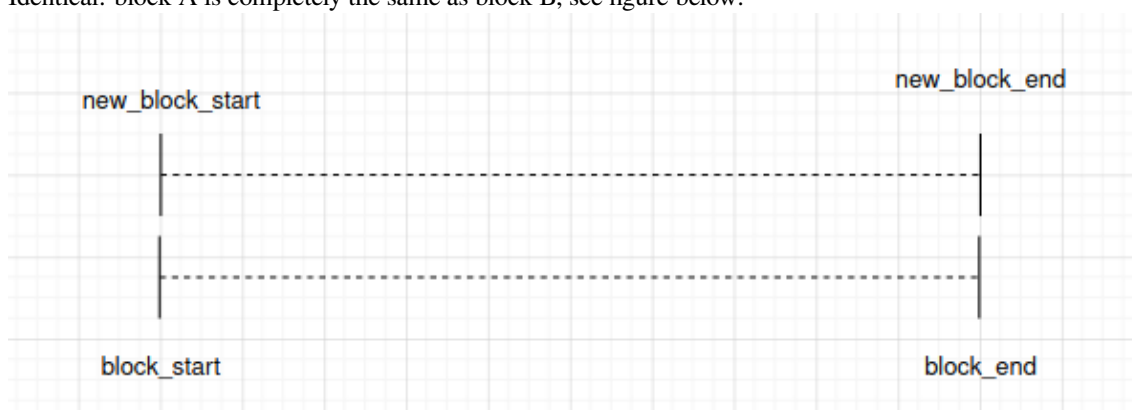 Identical: block A is completely the same as block B, see figure below:
new_block_end
new_block_start
block_start
block_end